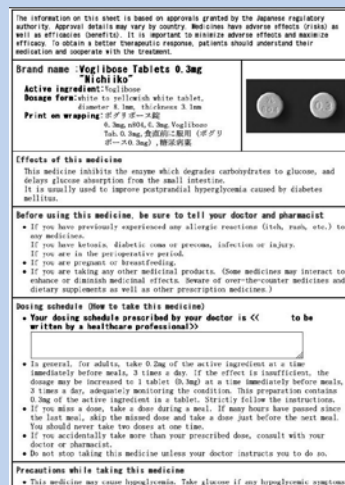 The information on this sheet is based on approvals granted by the Japanese regulatory
authority. Approval details may vary by country. Medicines have adverse effects (risks) as
well as efficacies (benefits). It is important to minimize adverse effects and maximize
efficacy. To obtain a better therapeutic response, patients should understand their
medication and cooperate with the treatment.
Brand name :Voglibose Tablets 0.3mg
"Nichiiko"
Active ingredient:Voglibose
Dosage form:white to yellowish white tablet,
diameter 8.1mm, thickness 3.1mm
Print on wrapping:ボグリボース錠
0.3mg, n804, 0.3mg, Voglibose
Tab. 0.3mg, 食直前に服用 (ボグリ
ボース0.3mg), 糖尿病薬
Effects of this medicine
This medicine inhibits the enzyme which degrades carbohydrates to glucose, and
delays glucose absorption from the small intestine.
It is usually used to improve postprandial hyperglycemia caused by diabetes
mellitus.
Before using this medicine, be sure to tell your doctor and pharmacist
• If you have previously experienced any allergic reactions (itch, rash, etc.) to
any medicines.
If you have ketosis, diabetic coma or precoma, infection or injury.
If you are in the perioperative period.
• If you are pregnant or breastfeeding.
• If you are taking any other medicinal products. (Some medicines may interact to
enhance or diminish medicinal effects. Beware of over-the-counter medicines and
dietary supplements as well as other prescription medicines.)
Dosing schedule (How to take this medicine)
• Your dosing schedule prescribed by your doctor is << to be
written by a healthcare professional>>
• In general, for adults, take 0.2mg of the active ingredient at a time
immediately before meals, 3 times a day. If the effect is insufficient, the
dosage may be increased to 1 tablet (0.3mg) at a time immediately before meals,
3 times a day, adequately monitoring the condition. This preparation contains
0.3mg of the active ingredient in a tablet. Strictly follow the instructions.
• If you miss a dose, take a dose during a meal. If many hours have passed since
the last meal, skip the missed dose and take a dose just before the next meal.
You should never take two doses at one time.
• If you accidentally take more than your prescribed dose, consult with your
doctor or pharmacist.
• Do not stop taking this medicine unless your doctor instructs you to do so.
Precautions while taking this medicine
• This medicine may cause hypoglycemia. Take glucose if any hypoglycemic symptoms